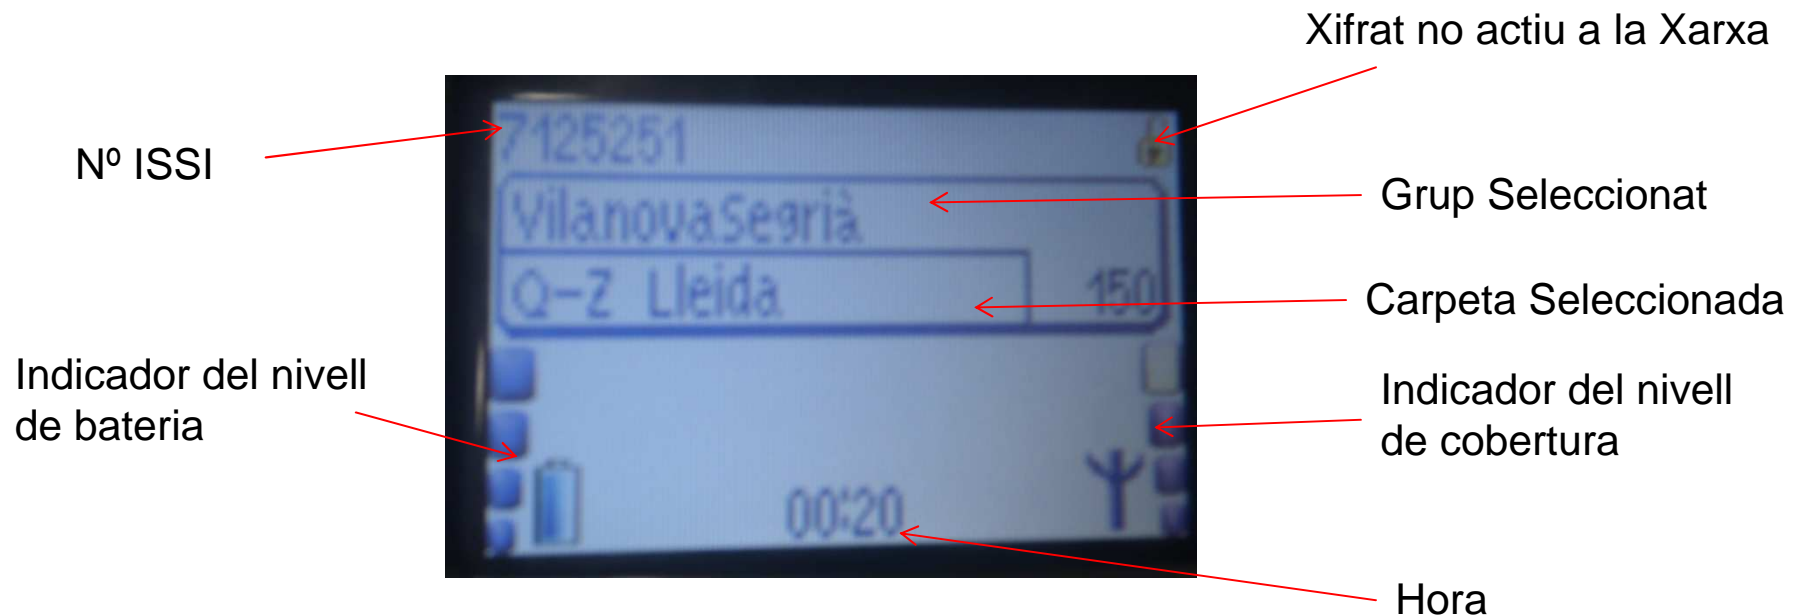 Xifrat no actiu a la Xarxa
Nº ISSI
7125251
VilanovaSegrià
Grup Seleccionat
Q-Z Lleida
150
Carpeta Seleccionada
Indicador del nivell
de bateria
Indicador del nivell
de cobertura
00:20
Hora